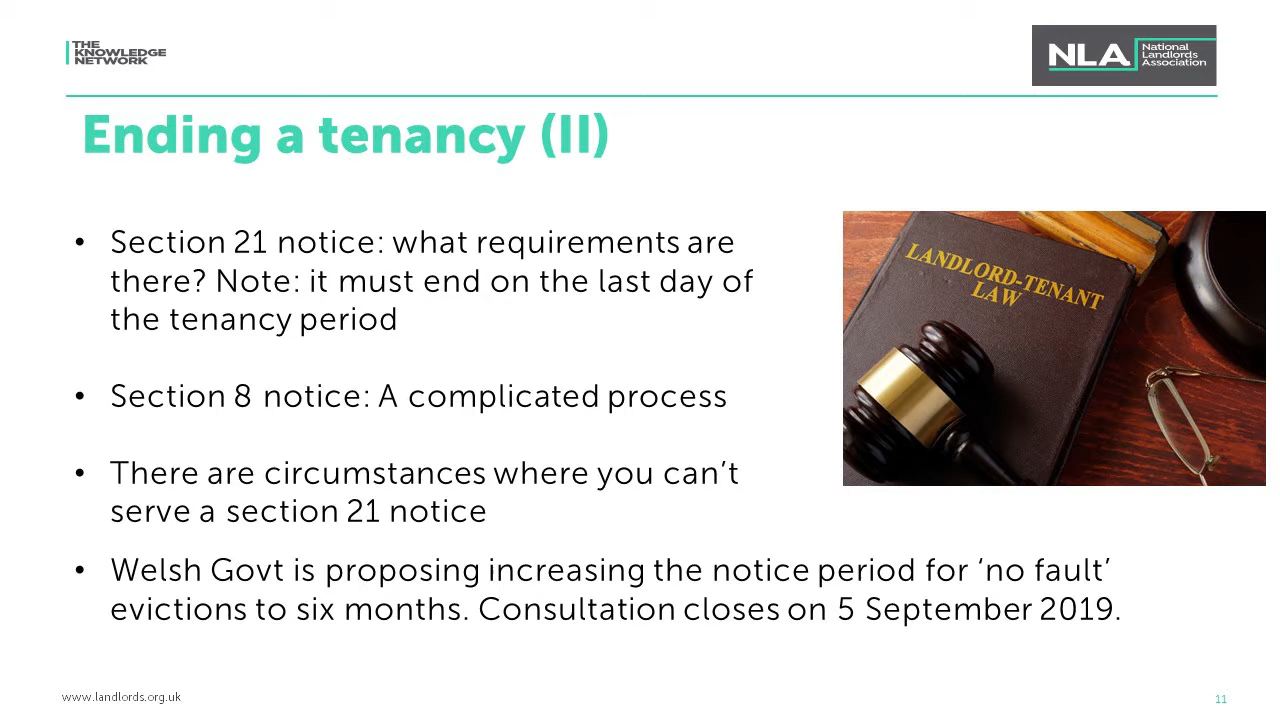 THE
KNOWLEDGE
NETWORK
NLA
National
Landlords
Association
Ending a tenancy (II)
• Section 21 notice: what requirements are
there? Note: it must end on the last day of
the tenancy period
• Section 8 notice: A complicated process
• There are circumstances where you can’t
serve a section 21 notice
• Welsh Govt is proposing increasing the notice period for ‘no fault’
evictions to six months. Consultation closes on 5 September 2019.
LANDLORD-TENANT
LAW
www.landlords.org.uk
11